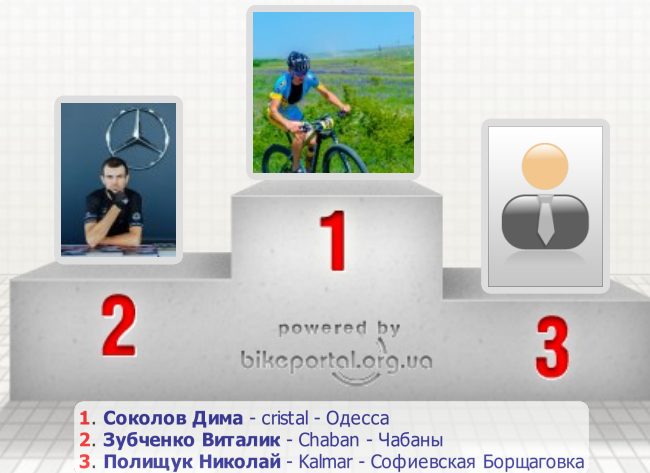 1
2
3
powered by
bikeportal.org.ua
1. Соколов Дима - cristal - Одесса
2. Зубченко Виталик - Chaban - Чабаны
3. Полищук Николай - Kalmar - Софиевская Борщаговка